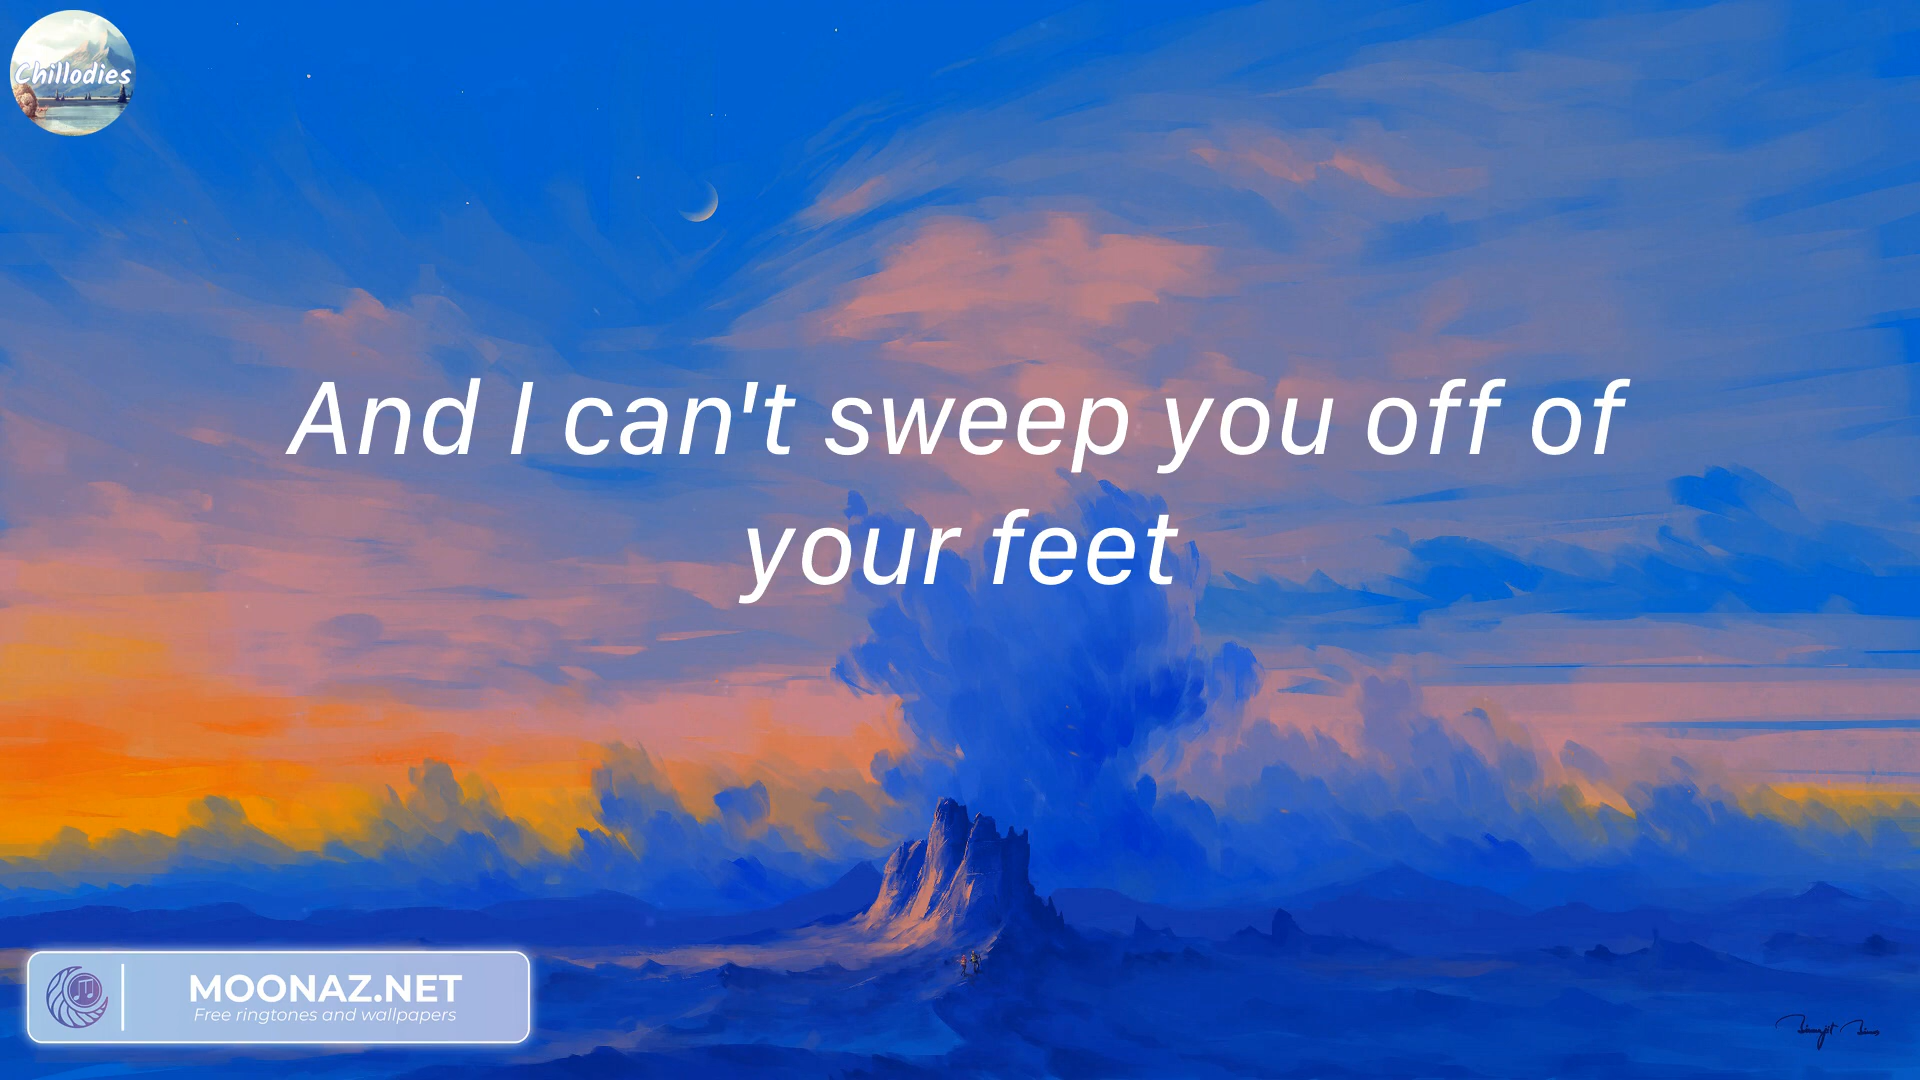 Chillodies
And I can't sweep you off of
your feet
MOONAZ.NET
Free ringtones and wallpapers